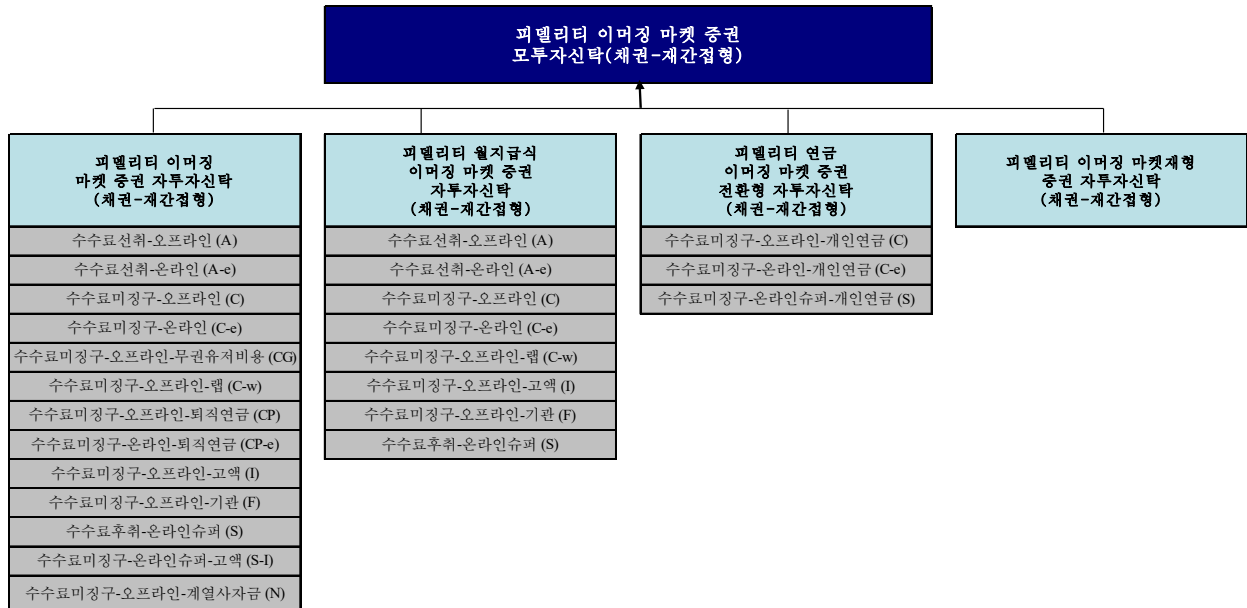 피델리티 이머징 마켓 증권
모투자신탁(채권-재간접형)
피델리티 이머징
마켓 증권 자투자신탁
(채권-재간접형)
수수료선취-오프라인 (A)
수수료선취-온라인 (A-e)
수수료미징구-오프라인 (C)
수수료미징구-온라인 (C-e)
수수료미징구-오프라인-무권유저비용 (CG)
수수료미징구-오프라인-랩 (C-w)
수수료미징구-오프라인-퇴직연금 (CP)
수수료미징구-온라인-퇴직연금 (CP-e)
수수료미징구-오프라인-고액 (I)
수수료미징구-오프라인-기관 (F)
수수료후취-온라인슈퍼 (S)
수수료미징구-온라인슈퍼-고액 (S-I)
수수료미징구-오프라인-계열사자금 (N)
피델리티 월지급식
이머징 마켓 증권
자투자신탁
(채권-재간접형)
수수료선취-오프라인 (A)
수수료선취-온라인 (A-e)
수수료미징구-오프라인 (C)
수수료미징구-온라인 (C-e)
수수료미징구-오프라인-랩 (C-w)
수수료미징구-오프라인-고액 (I)
수수료미징구-오프라인-기관 (F)
수수료후취-온라인슈퍼 (S)
피델리티 연금
이머징 마켓 증권
전환형 자투자신탁
(채권-재간접형)
수수료미징구-오프라인-개인연금 (C)
수수료미징구-온라인-개인연금 (C-e)
수수료미징구-온라인슈퍼-개인연금 (S)
피델리티 이머징 마켓재형
증권 자투자신탁
(채권-재간접형)